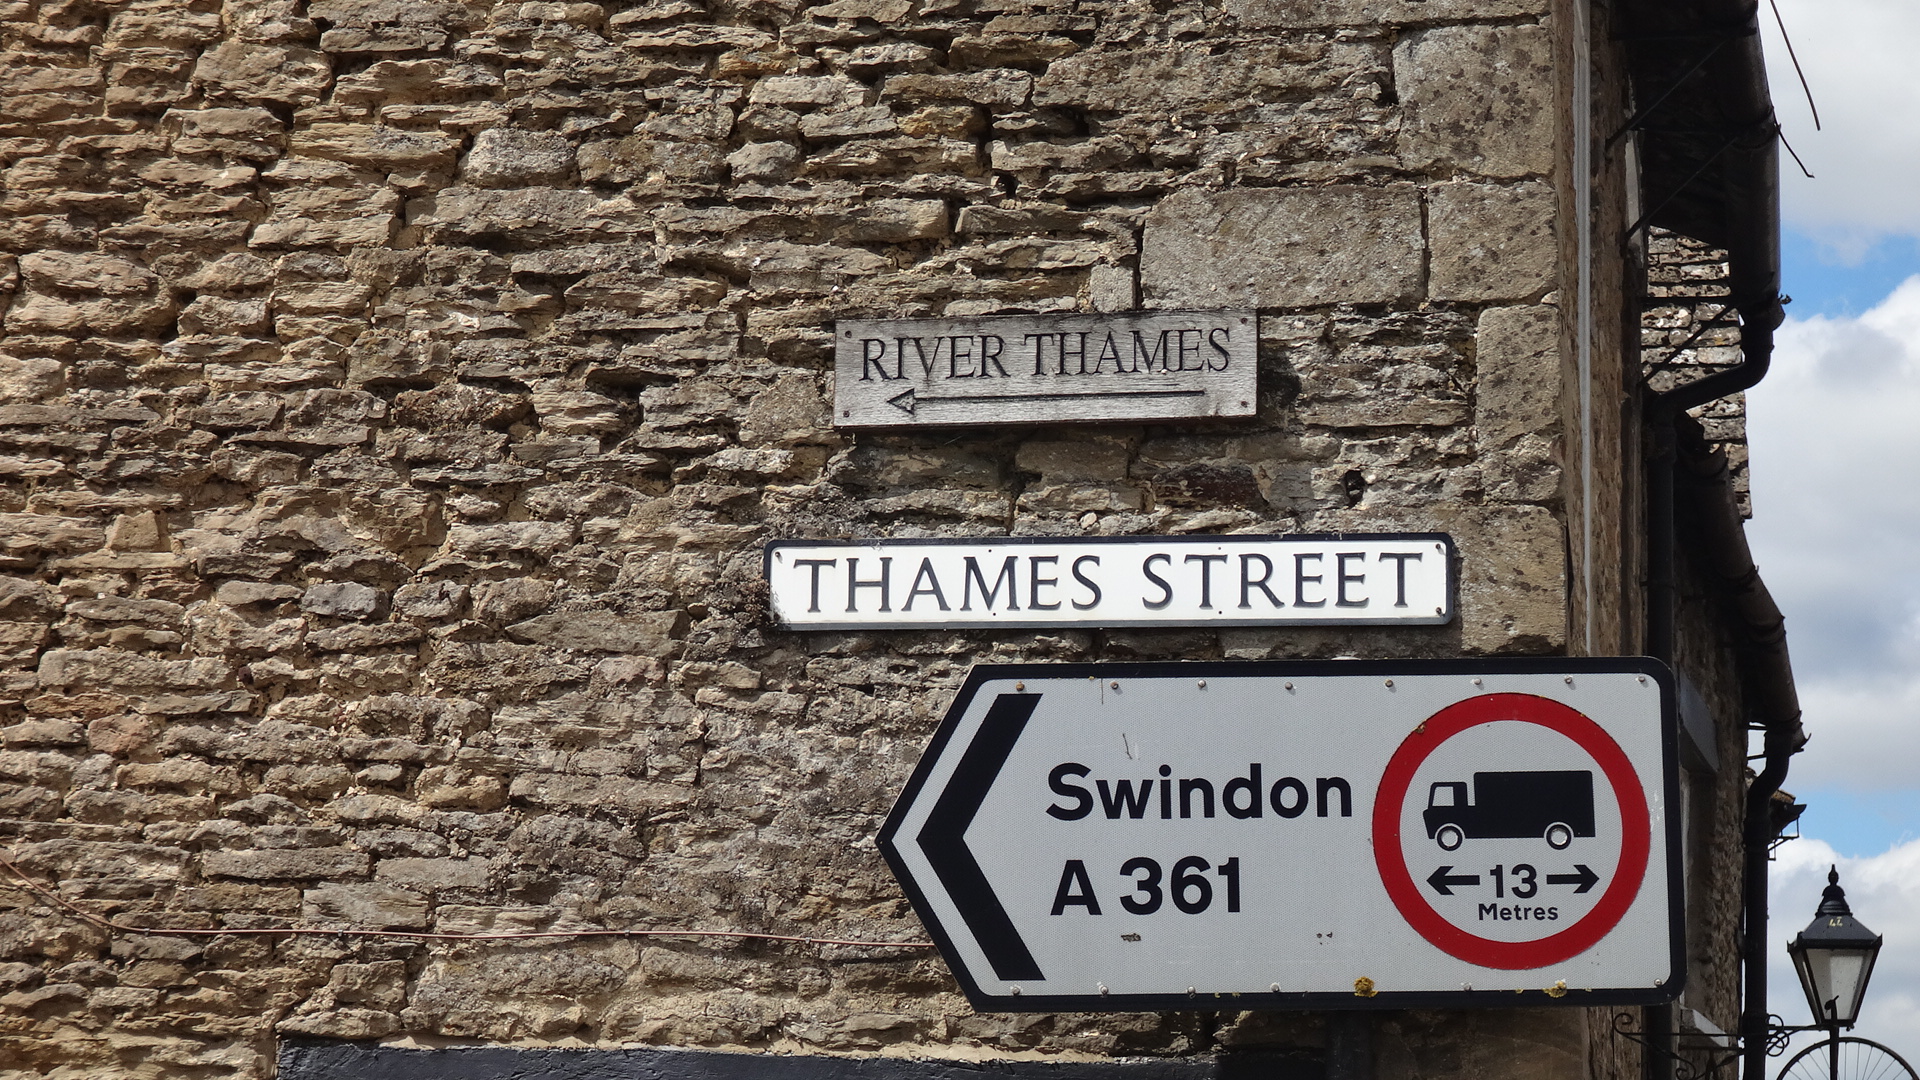 RIVER THAMES
THAMES STREET
Swindon
A 361
13
Metres